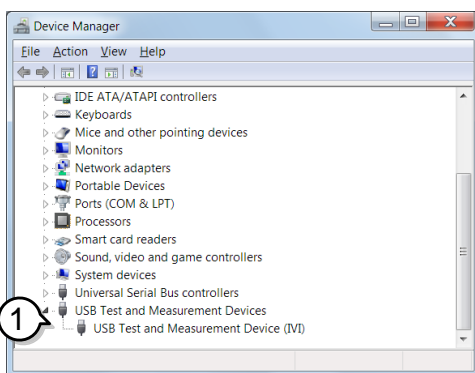 Device Manager
File Action View Help
IDE ATA/ATAPI controllers
Keyboards
Mice and other pointing devices
Monitors
Network adapters
Portable Devices
Ports (COM & LPT)
Processors
Smart card readers
Sound, video and game controllers
System devices
Universal Serial Bus controllers
1 USB Test and Measurement Devices
USB Test and Measurement Device (IVI)